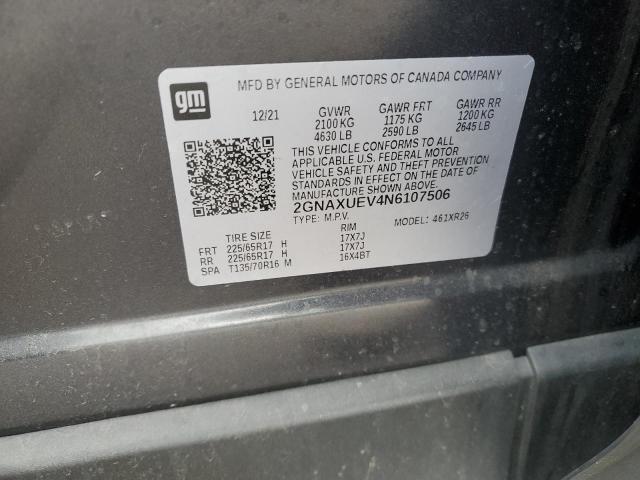 gm
MFD BY GENERAL MOTORS OF CANADA COMPANY
12/21 GVWR GAWR FRT GAWR RR
2100 KG 1175 KG 1200 KG
4630 LB 2590 LB 2645 LB
THIS VEHICLE CONFORMS TO ALL
APPLICABLE U.S. FEDERAL MOTOR
VEHICLE SAFETY AND THEFT PREVENTION
STANDARDS IN EFFECT ON THE DATE OF
MANUFACTURE SHOWN ABOVE.
2GNAXUEV4N6107506
TYPE: M.P.V. MODEL: 461XR26
TIRE SIZE RIM
FRT 225/65R17 H 17X7J
RR 225/65R17 H 17X7J
SPA T135/70R16 M 16X4BT